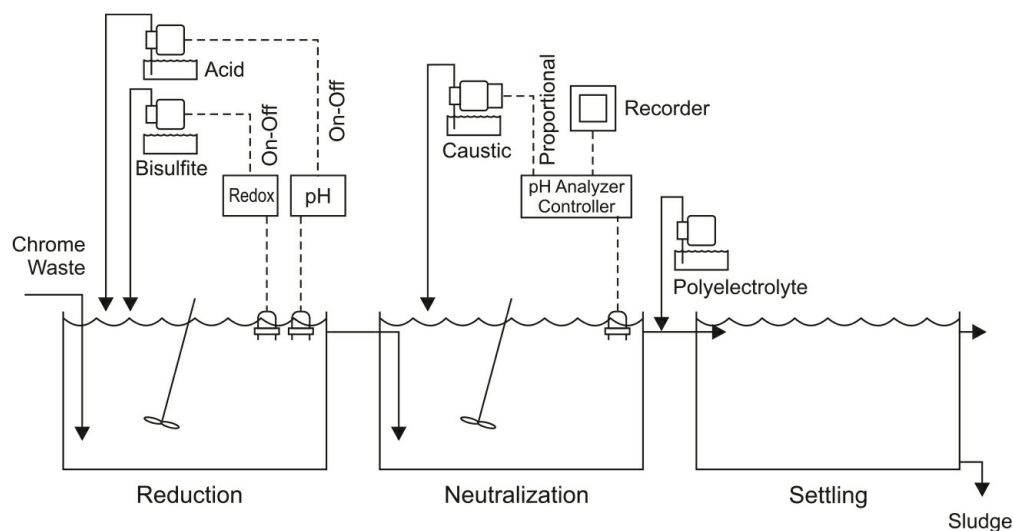 Acid
On-Off
Bisulfite
On-Off
Redox
pH
Chrome
Waste
Reduction
Caustic
Proportional
Recorder
pH Analyzer
Controller
Neutralization
Polyelectrolyte
Settling
Sludge